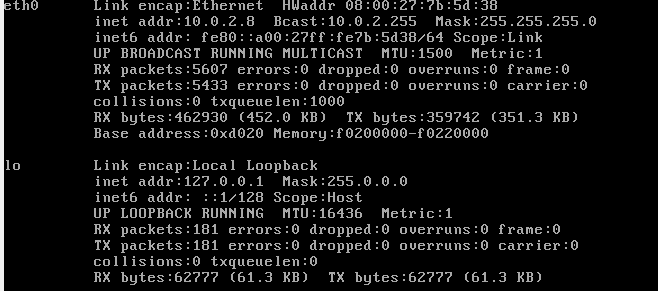 eth0 Link encap:Ethernet HWaddr 08:00:27:7b:5d:38
inet addr:10.0.2.8 Bcast:10.0.2.255 Mask:255.255.255.0
inet6 addr: fe80::a00:27ff:fe7b:5d38/64 Scope:Link
UP BROADCAST RUNNING MULTICAST MTU:1500 Metric:1
RX packets:5607 errors:0 dropped:0 overruns:0 frame:0
TX packets:5433 errors:0 dropped:0 overruns:0 carrier:0
collisions:0 txqueuelen:1000
RX bytes:462930 (452.0 KB) TX bytes:359742 (351.3 KB)
Base address:0xd020 Memory:f0200000-f0220000
lo Link encap:Local Loopback
inet addr:127.0.0.1 Mask:255.0.0.0
inet6 addr: ::1/128 Scope:Host
UP LOOPBACK RUNNING MTU:16436 Metric:1
RX packets:181 errors:0 dropped:0 overruns:0 frame:0
TX packets:181 errors:0 dropped:0 overruns:0 carrier:0
collisions:0 txqueuelen:0
RX bytes:62777 (61.3 KB) TX bytes:62777 (61.3 KB)